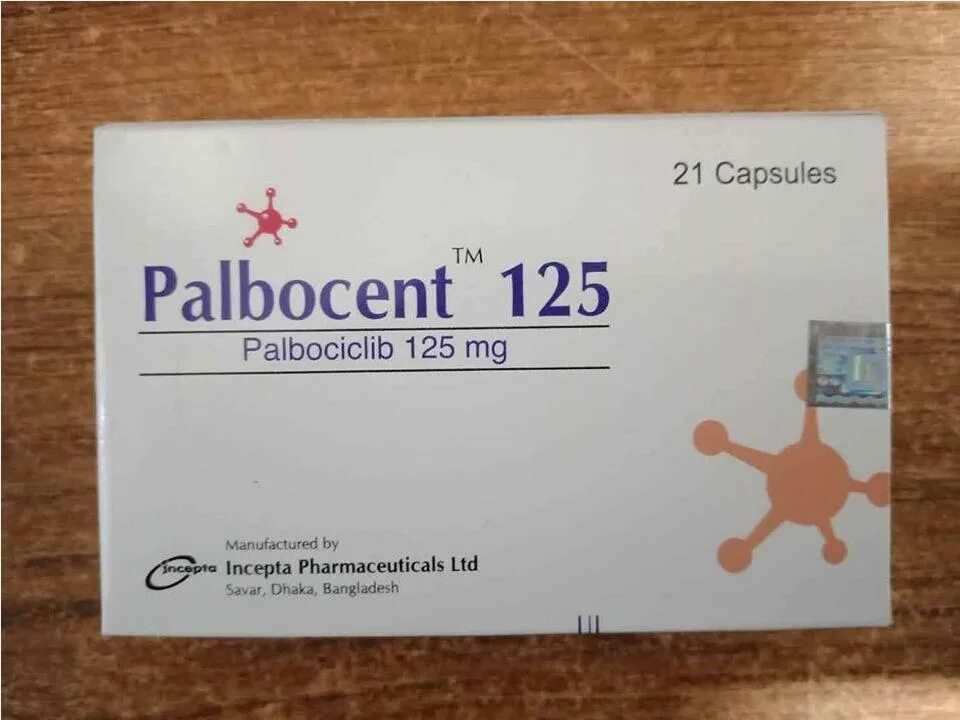 21 Capsules
Palbocent™ 125
Palbociclib 125 mg
Manufactured by
incepta Incepta Pharmaceuticals Ltd
Savar, Dhaka, Bangladesh